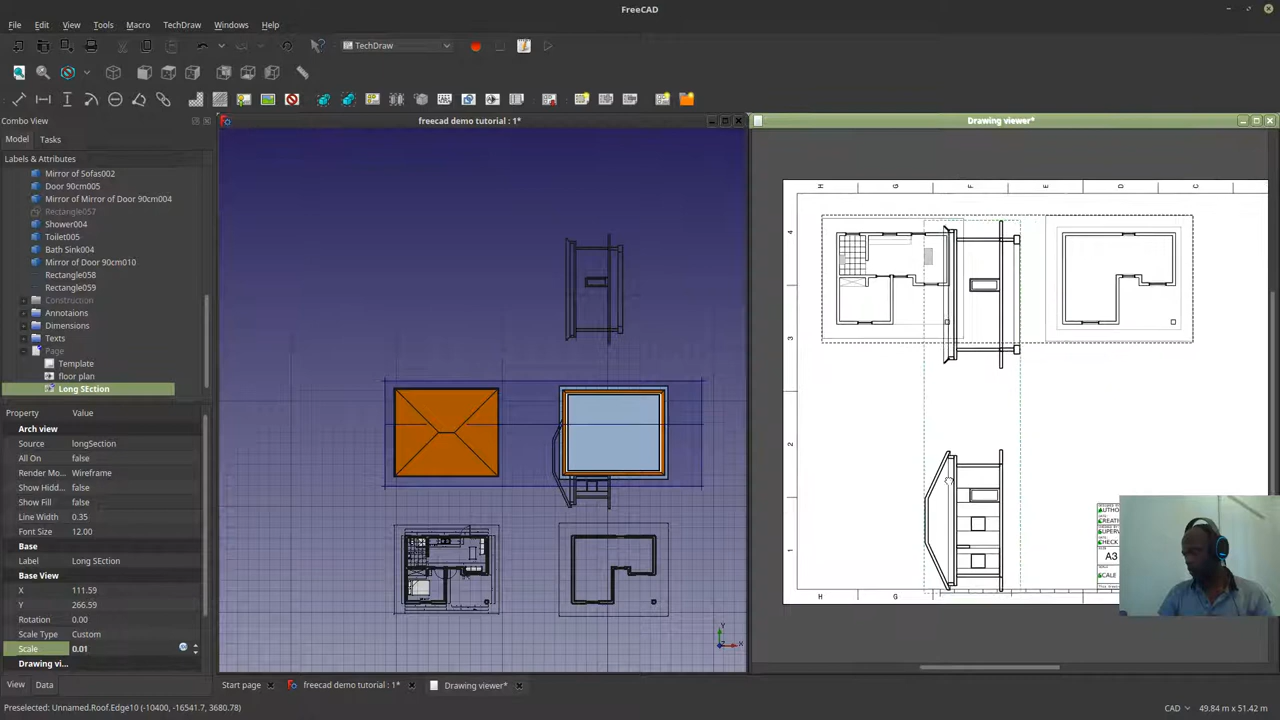 FreeCAD
File Edit View Tools Macro TechDraw Windows Help
TechDraw
Combo View
freecad demo tutorial : 1*
Drawing viewer*
Model Tasks
Labels & Attributes
Mirror of Sofas002
Door 90cm005
Mirror of Mirror of Door 90cm004
Rectangle057
Shower004
Toilet005
Bath Sink004
Mirror of Door 90cm010
Rectangle058
Rectangle059
Construction
Annotaions
Dimensions
Texts
Page
Template
floor plan
Long SEction
Property Value
Arch view
Source longSection
All On false
Render Mo... Wireframe
Show Hidd... false
Show Fill false
Line Width 0.35
Font Size 12.00
Base
Label Long SEction
Base View
X 111.59
Y 266.59
Rotation 0.00
Scale Type Custom
Scale 0.01
Drawing vi...
H G F E D C
4
3
2
1
H G
A3
SCALE
Y
X
View Data
Start page freecad demo tutorial : 1* Drawing viewer*
Preselected: Unnamed.Roof.Edge10 (-10400, -16541.7, 3680.78)
CAD 49.84 m x 51.42 m